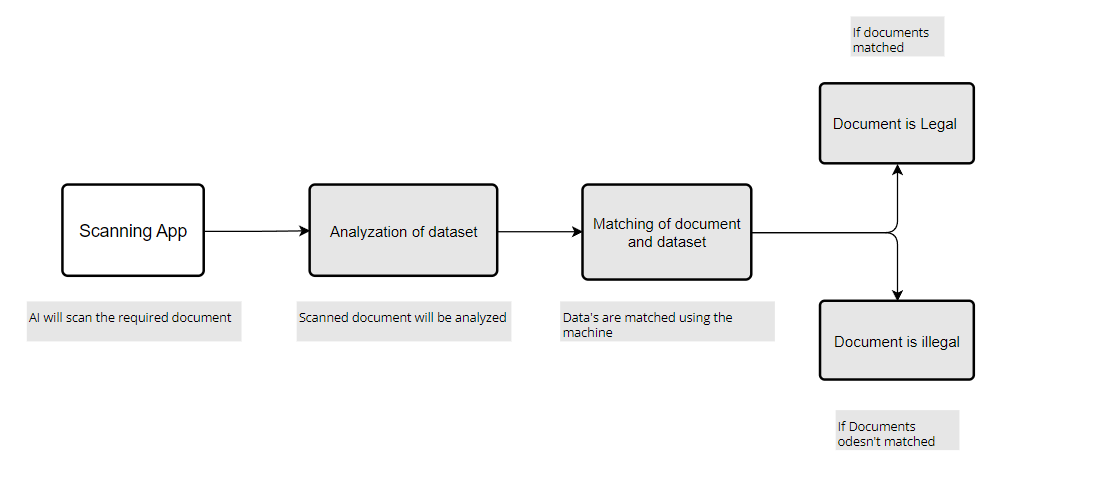 If documents
matched
Document is Legal
Scanning App
Analyzation of dataset
Matching of document
and dataset
AI will scan the required document
Scanned document will be analyzed
Data's are matched using the
machine
Document is illegal
If Documents
odesn't matched